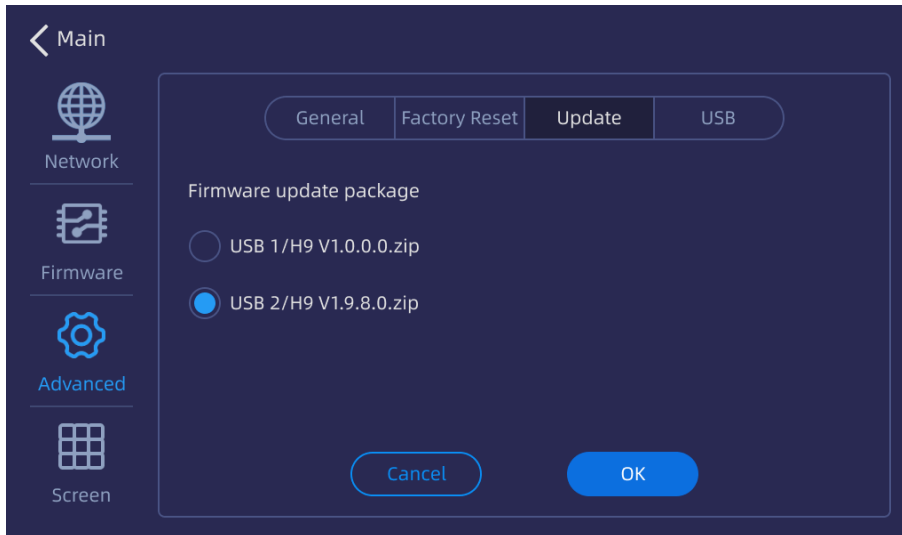 Main
Network
Firmware
Advanced
Screen
General
Factory Reset
Update
USB
Firmware update package
USB 1/H9 V1.0.0.0.zip
USB 2/H9 V1.9.8.0.zip
Cancel
OK